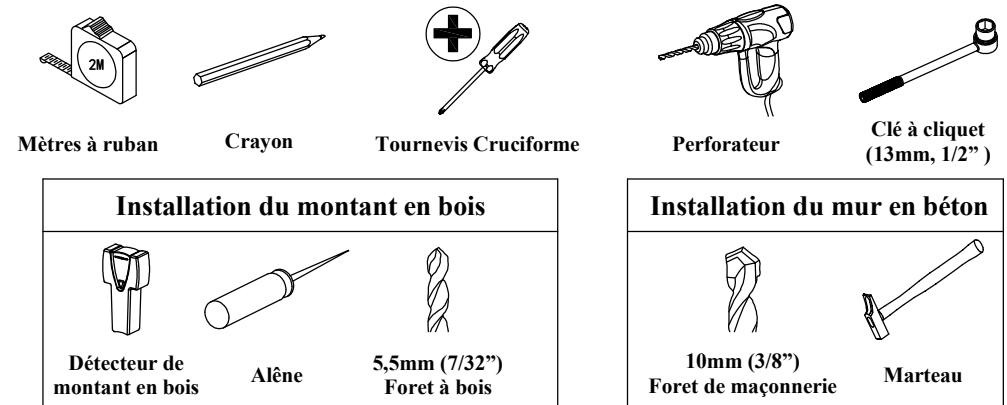 2M
Mètres à ruban
Crayon
Tournevis Cruciforme
Perforateur
Clé à cliquet
(13mm, 1/2” )
Installation du montant en bois
Détecteur de
montant en bois
Alêne
5,5mm (7/32”)
Foret à bois
Installation du mur en béton
10mm (3/8”)
Foret de maçonnerie
Marteau